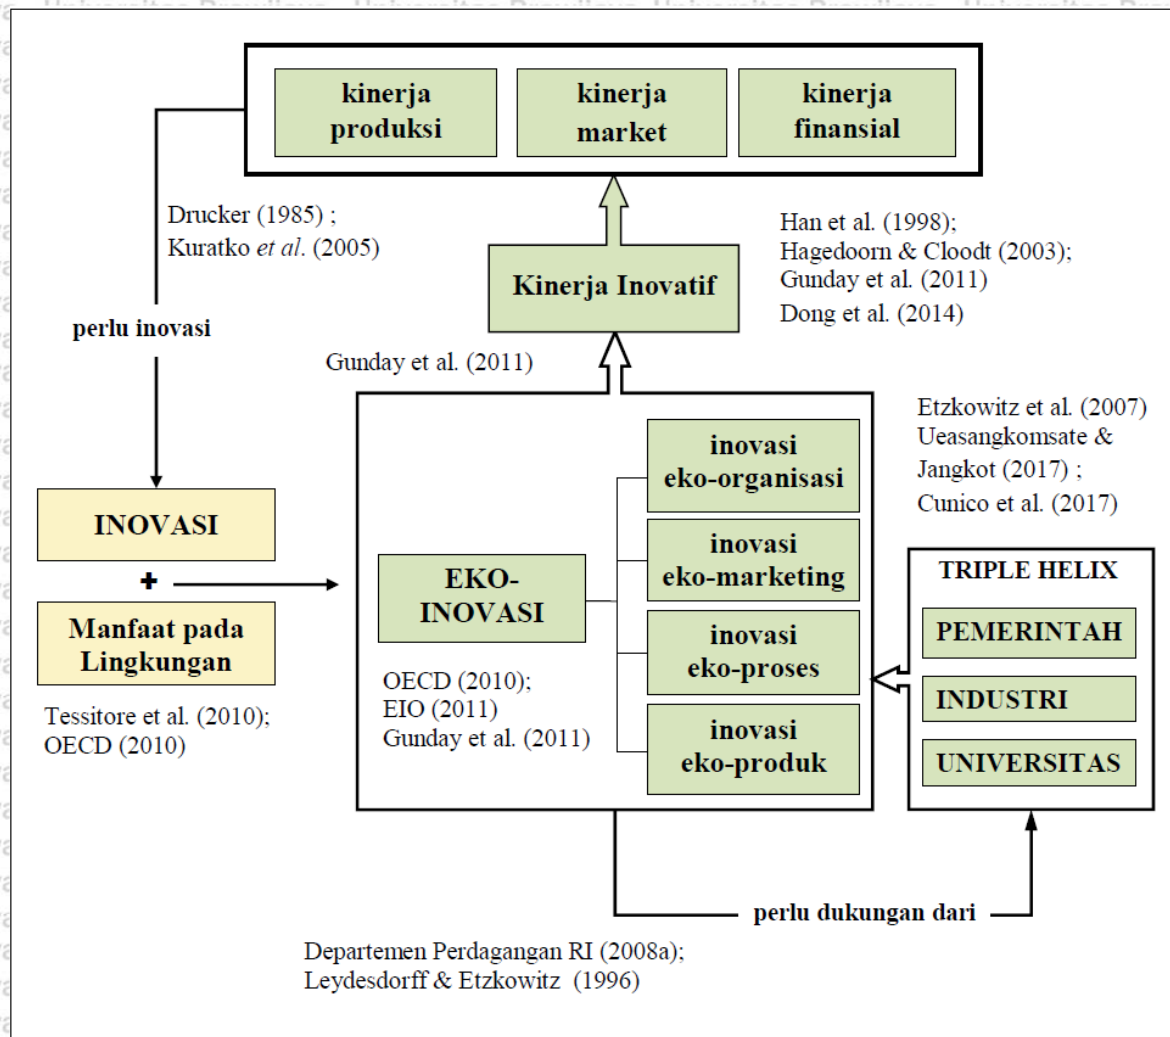 kinerja
produksi
kinerja
market
kinerja
finansial
Drucker (1985) ;
Kuratko et al. (2005)
Han et al. (1998);
Hagedoorn & Cloodt (2003);
Gunday et al. (2011)
Dong et al. (2014)
Kinerja Inovatif
perlu inovasi
Gunday et al. (2011)
Etzkowitz et al. (2007)
Ueasangkomsate &
Jangkot (2017) ;
Cunico et al. (2017)
INOVASI
+
Manfaat pada
Lingkungan
Tessitore et al. (2010);
OECD (2010)
EKO-
INOVASI
OECD (2010);
EIO (2011)
Gunday et al. (2011)
inovasi
eko-organisasi
inovasi
eko-marketing
inovasi
eko-proses
inovasi
eko-produk
TRIPLE HELIX
PEMERINTAH
INDUSTRI
UNIVERSITAS
perlu dukungan dari
Departemen Perdagangan RI (2008a);
Leydesdorff & Etzkowitz (1996)